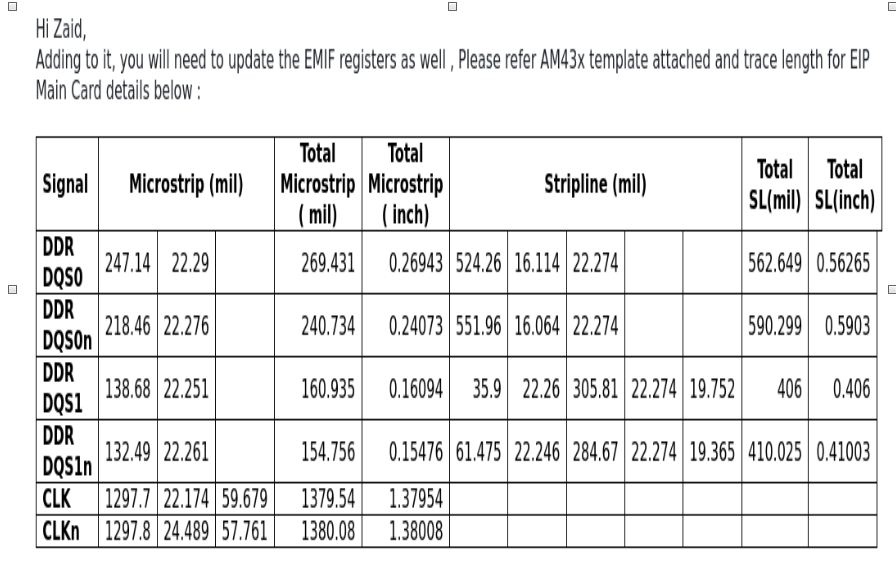 Hi Zaid,
Adding to it, you will need to update the EMIF registers as well , Please refer AM43x template attached and trace length for EIP
Main Card details below :
Signal Microstrip (mil) Total Microstrip ( mil) Total Microstrip ( inch) Stripline (mil) Total SL(mil) Total SL(inch)
DDR DQS0 247.14 22.29 269.431 0.26943 524.26 16.114 22.274 562.649 0.56265
DDR DQS0n 218.46 22.276 240.734 0.24073 551.96 16.064 22.274 590.299 0.5903
DDR DQS1 138.68 22.251 160.935 0.16094 35.9 22.26 305.81 22.274 19.752 406 0.406
DDR DQS1n 132.49 22.261 154.756 0.15476 61.475 22.246 284.67 22.274 19.365 410.025 0.41003
CLK 1297.7 22.174 59.679 1379.54 1.37954
CLKn 1297.8 24.489 57.761 1380.08 1.38008